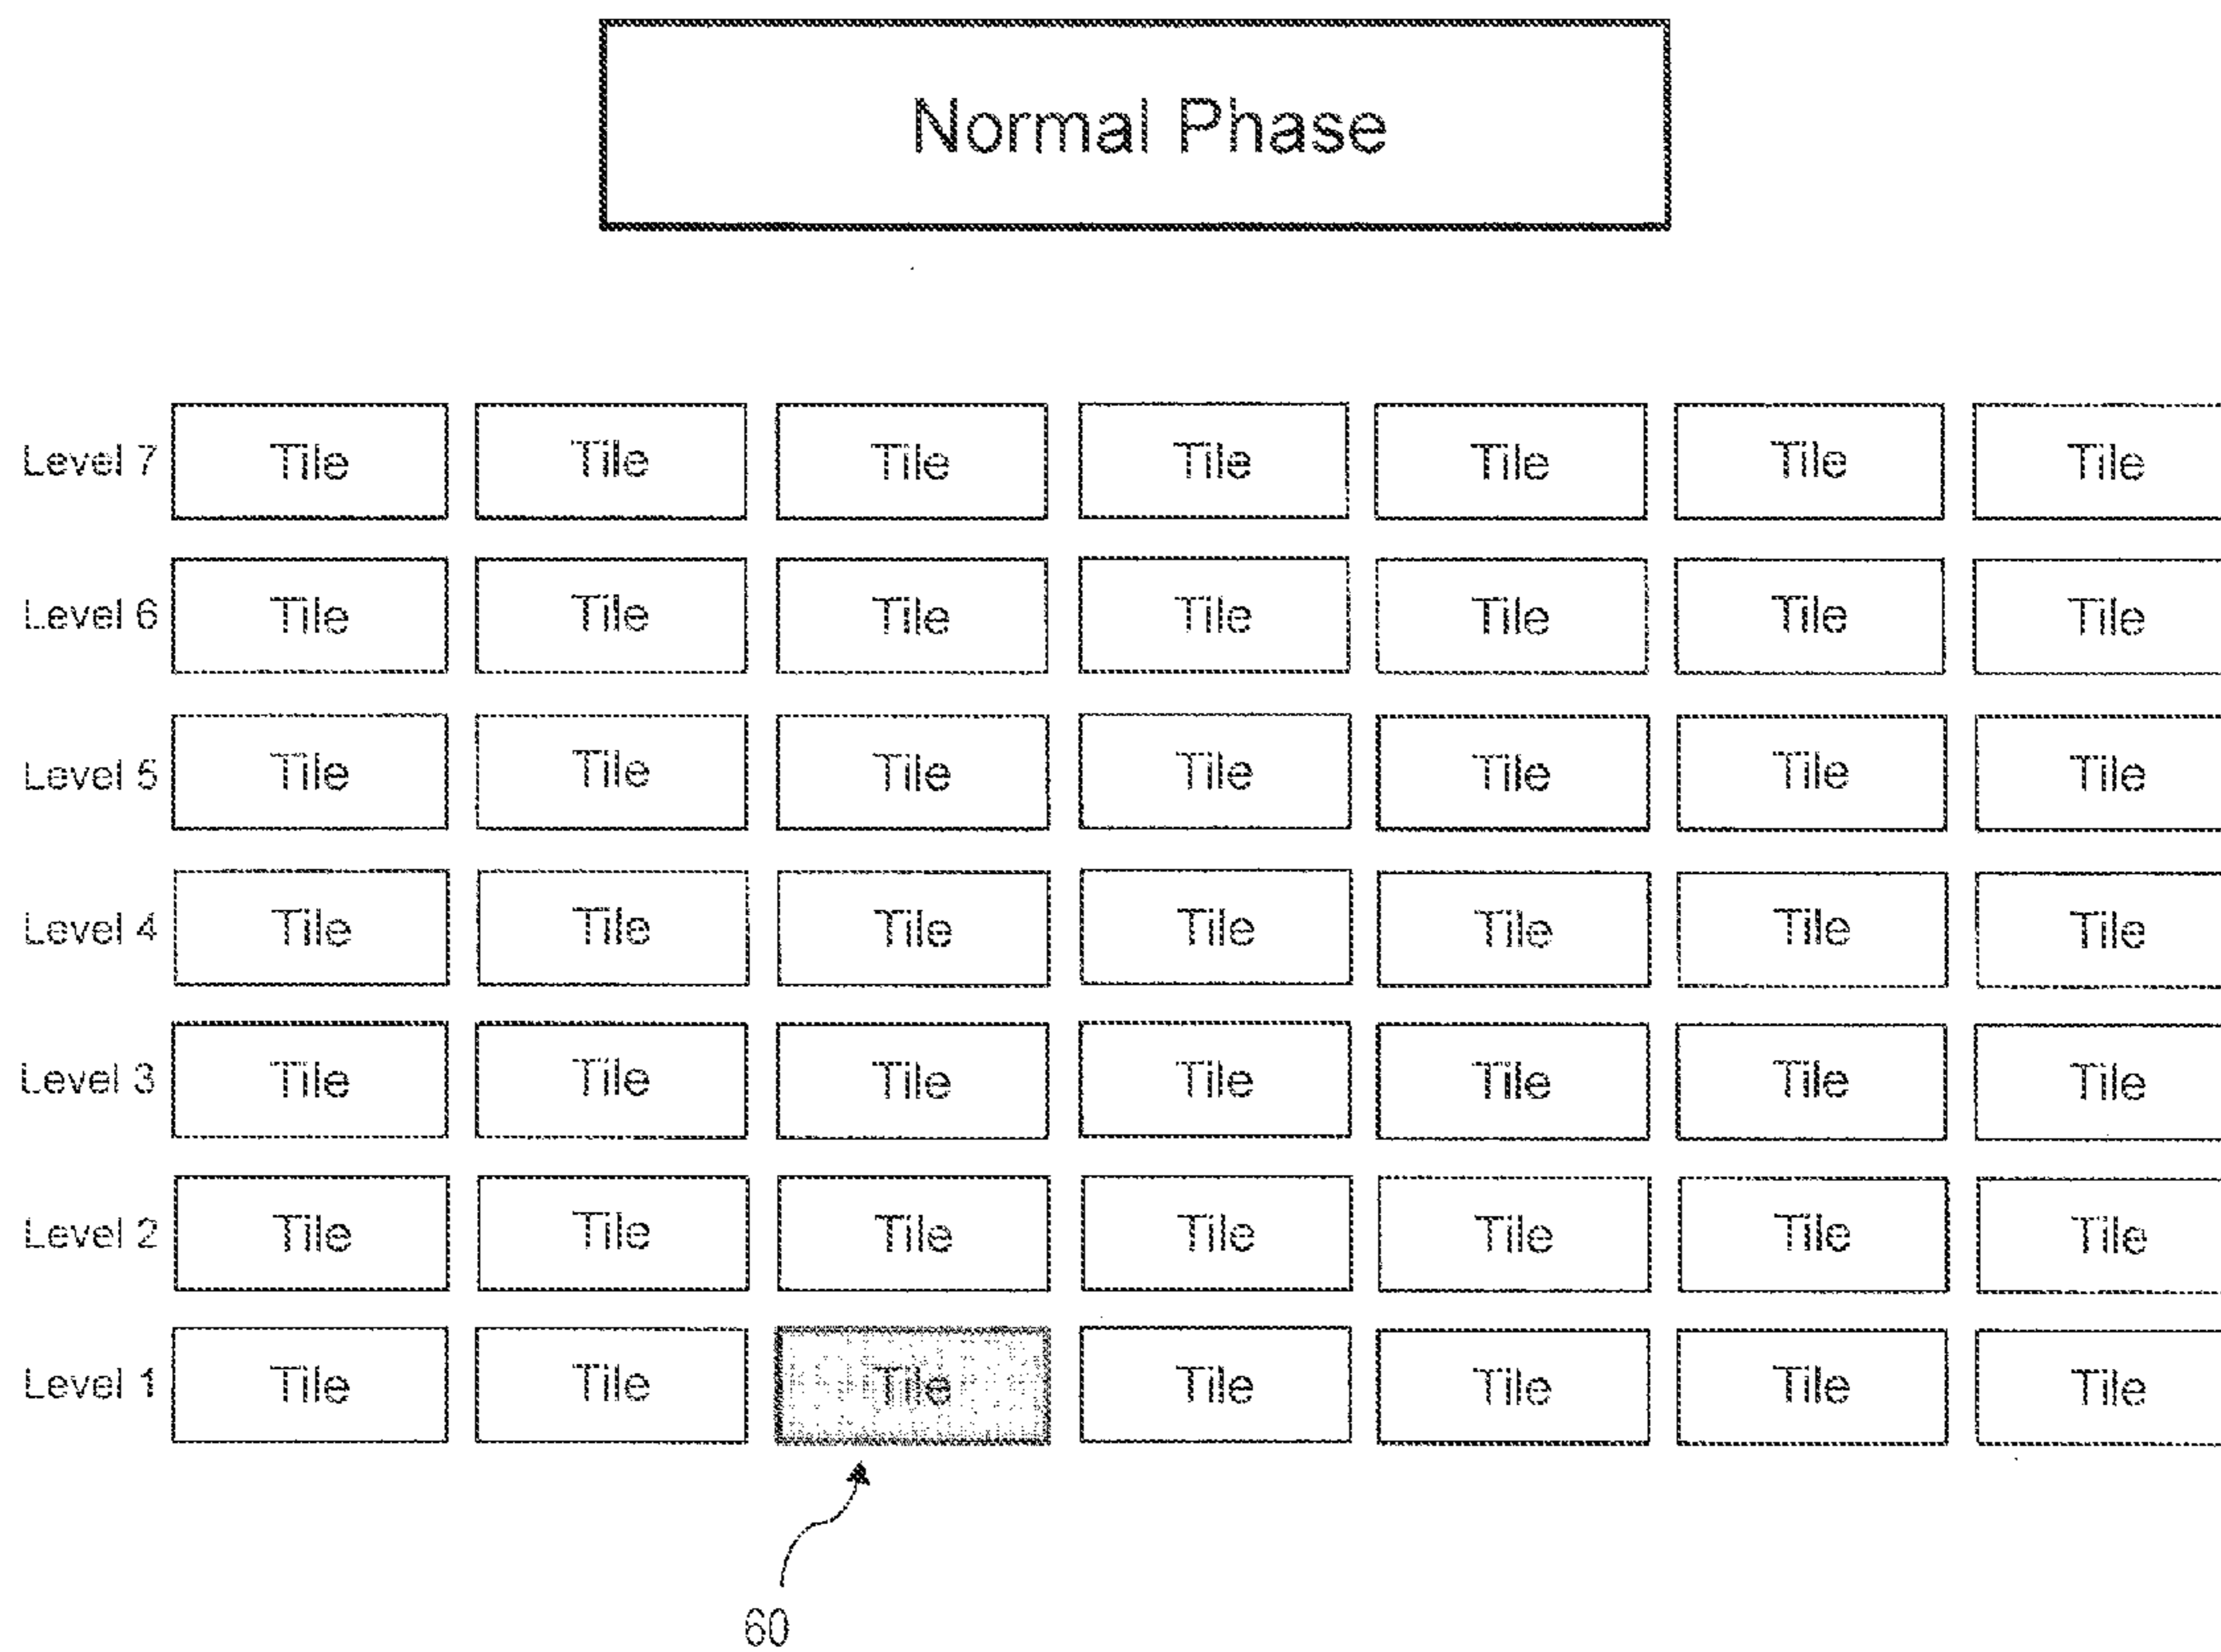 Normal Phase
Level 7 Tile Tile Tile Tile Tile Tile Tile
Level 6 Tile Tile Tile Tile Tile Tile Tile
Level 5 Tile Tile Tile Tile Tile Tile Tile
Level 4 Tile Tile Tile Tile Tile Tile Tile
Level 3 Tile Tile Tile Tile Tile Tile Tile
Level 2 Tile Tile Tile Tile Tile Tile Tile
Level 1 Tile Tile Tile Tile Tile Tile Tile
60